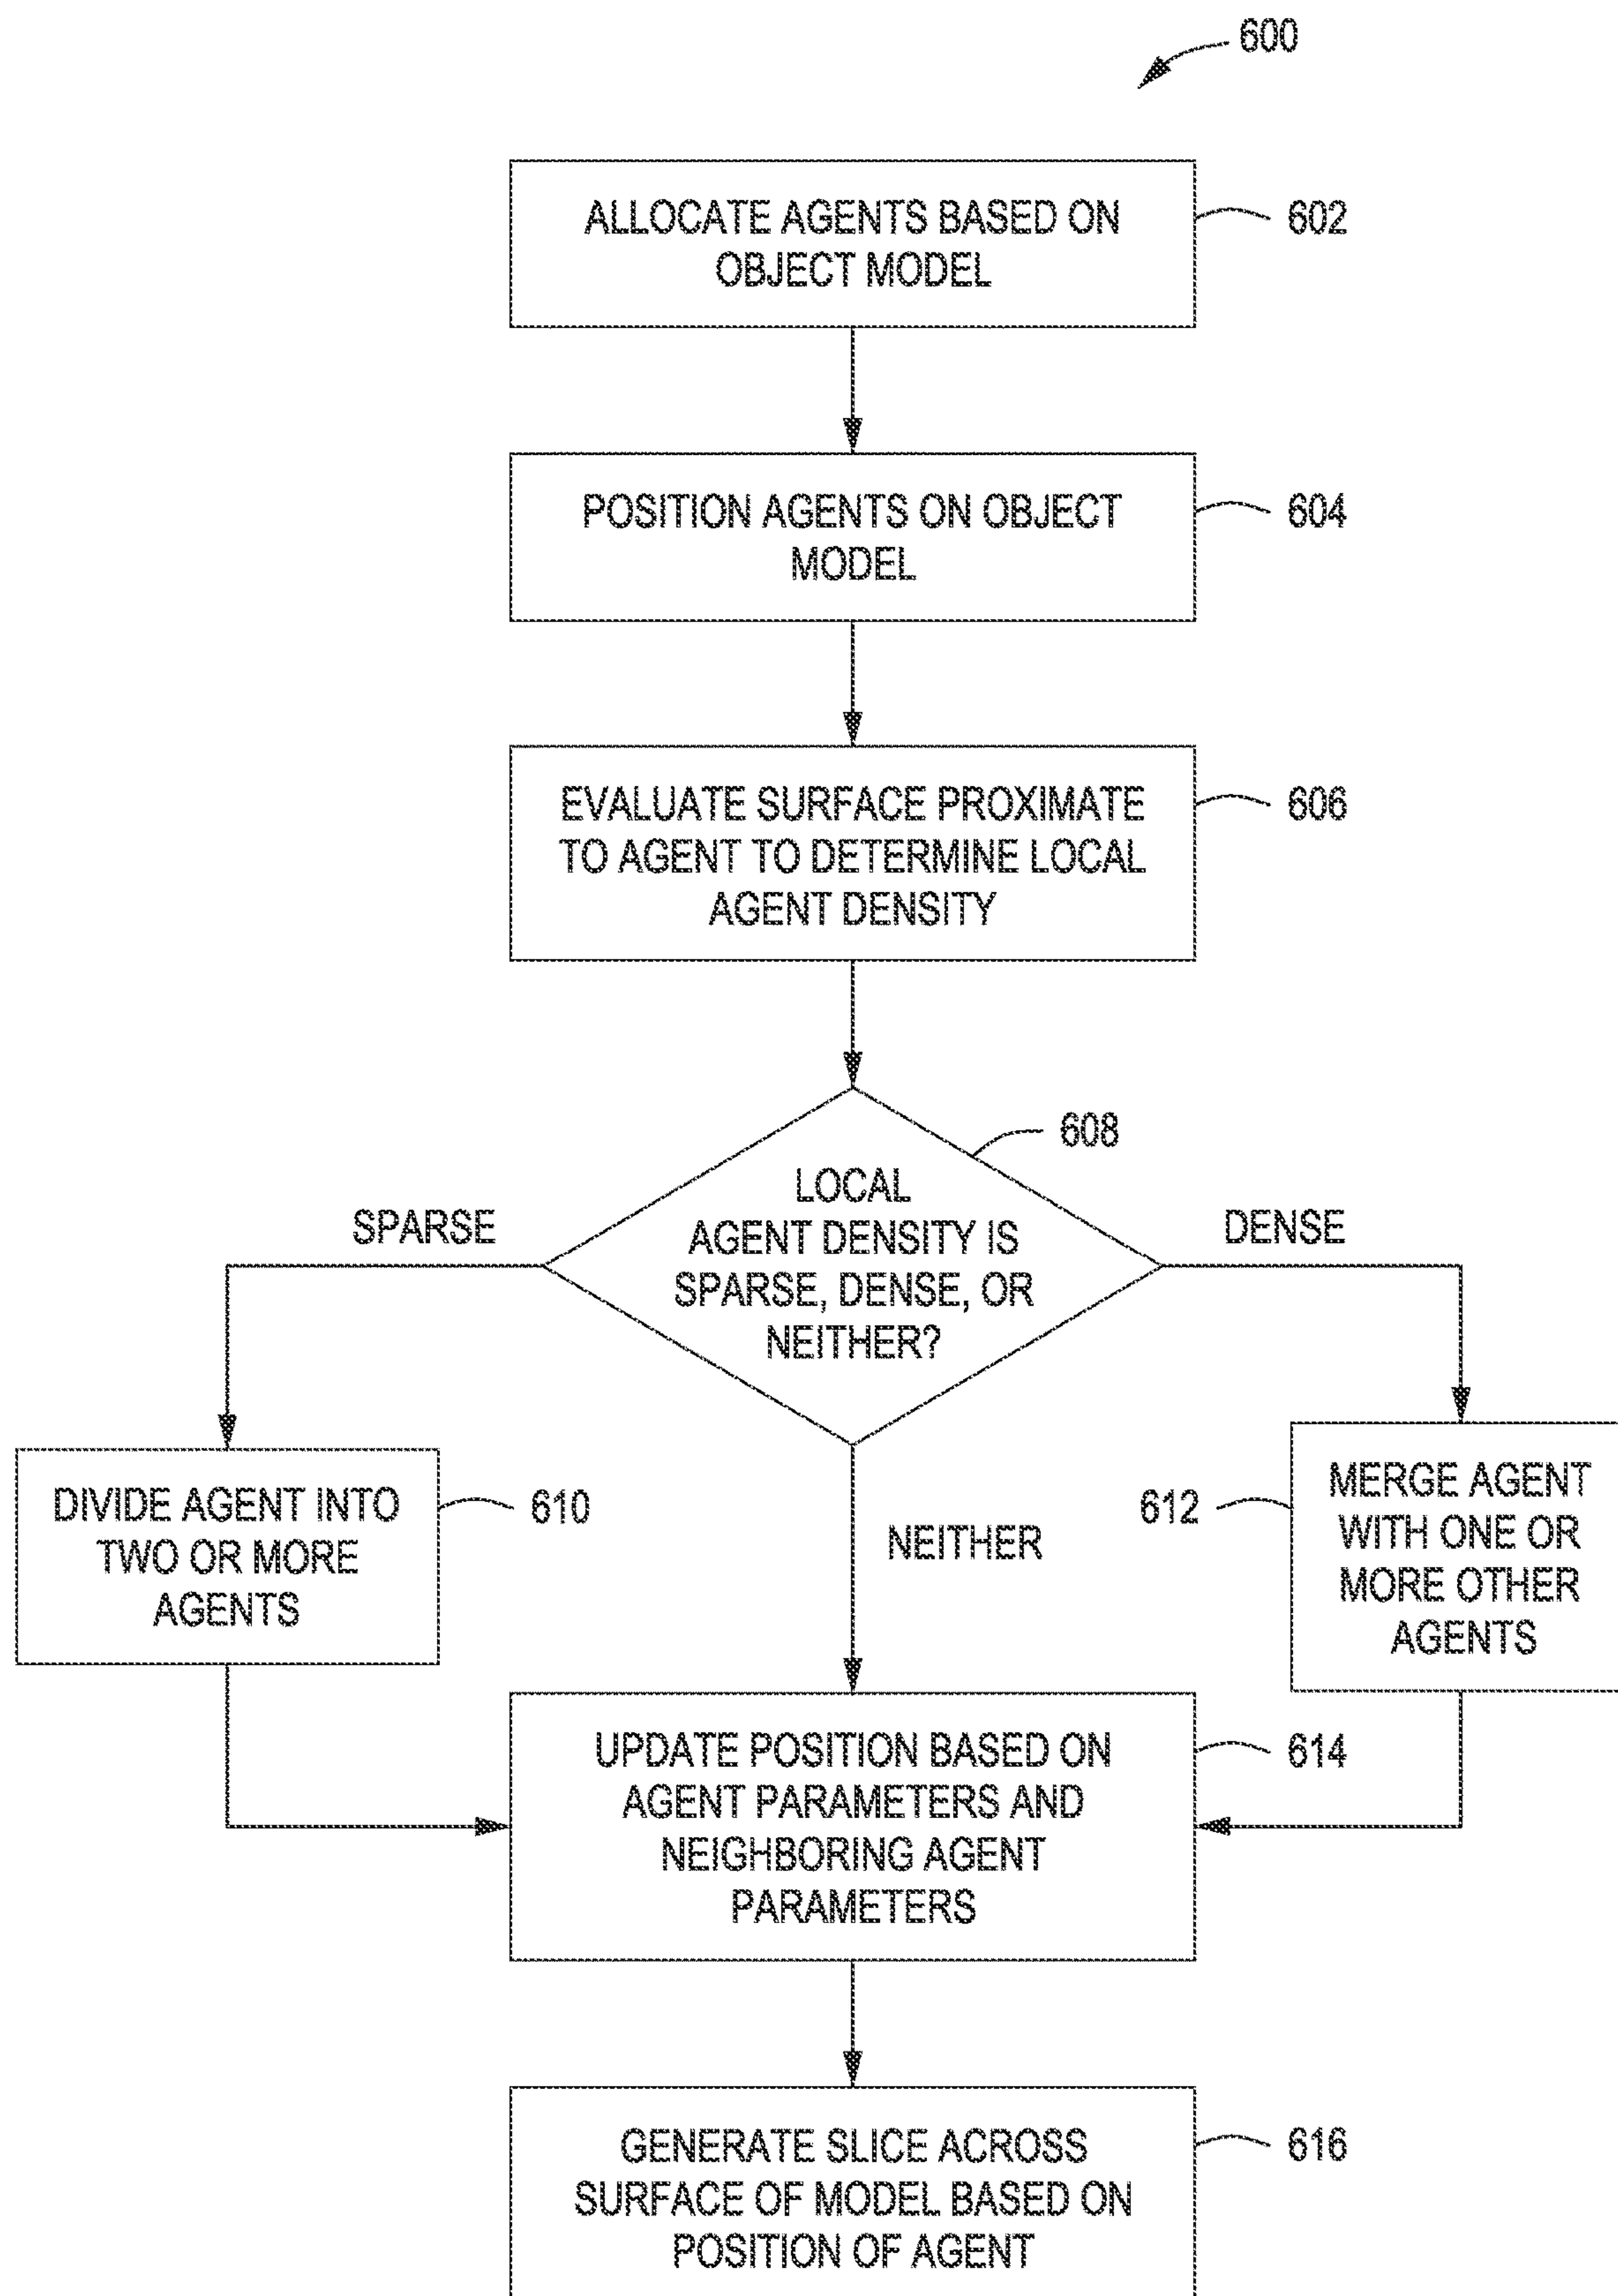 600
ALLOCATE AGENTS BASED ON
OBJECT MODEL
602
POSITION AGENTS ON OBJECT
MODEL
604
EVALUATE SURFACE PROXIMATE
TO AGENT TO DETERMINE LOCAL
AGENT DENSITY
606
608
LOCAL
AGENT DENSITY IS
SPARSE, DENSE, OR
NEITHER?
SPARSE
DENSE
NEITHER
DIVIDE AGENT INTO
TWO OR MORE
AGENTS
610
612
MERGE AGENT
WITH ONE OR
MORE OTHER
AGENTS
UPDATE POSITION BASED ON
AGENT PARAMETERS AND
NEIGHBORING AGENT
PARAMETERS
614
GENERATE SLICE ACROSS
SURFACE OF MODEL BASED ON
POSITION OF AGENT
616